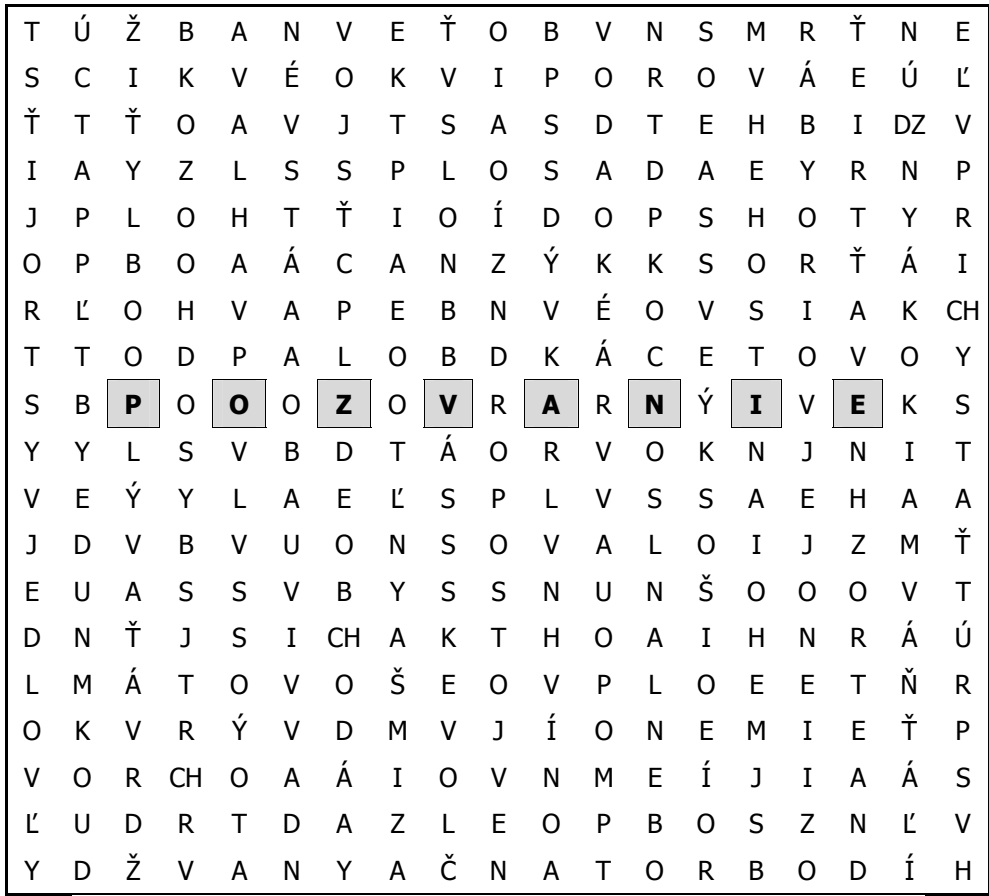 T Ú Ž B A N V E Ť O B V N S M R Ť N E
S C I K V É O K V I P O R O V Á E Ú Ľ
Ť T Ť O A V J T S A S D T E H B I DZ V
I A Y Z L S S P L O S A D A E Y R N P
J P L O H T Ť I O Í D O P S H O T Y R
O P B O A Á C A N Z Ý K K S O R Ť Á I
R Ľ O H V A P E B N V É O V S I A K CH
T T O D P A L O B D K Á C E T O V O Y
S B P O O O Z O V R A R N Ý I V E K S
Y Y L S V B D T Á O R V O K N J N I T
V E Ý Y L A E Ľ S P L V S S A E H A A
J D V B V U O N S O V A L O I J Z M Ť
E U A S S V B Y S S N U N Š O O O V T
D N Ť J S I CH A K T H O A I H N R Á Ú
L M Á T O V O Š E O V P L O E E T Ň R
O K V R Ý V D M V J Í O N E M I E Ť P
V O R CH O A Á I O V N M E Í J I A Á S
Ľ U D R T D A Z L E O P B O S Z N Ľ V
Y D Ž V A N Y A Č N A T O R B O D Í H